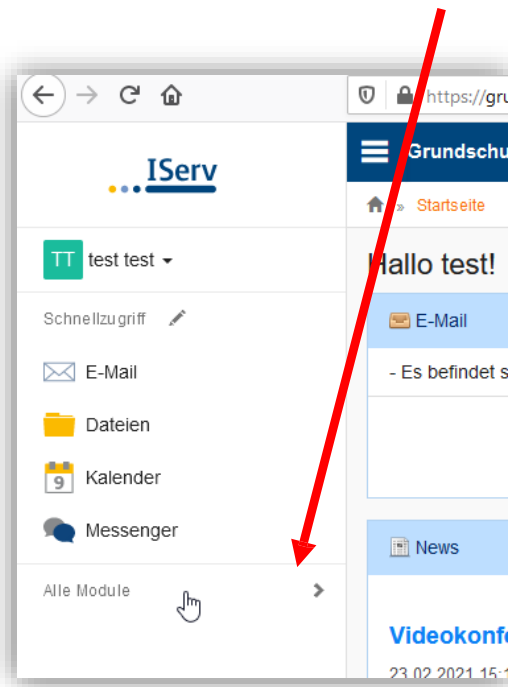 https://gru
IServ
Grundschu
» Startseite
TT test test
Hallo test!
Schnellzugriff
E-Mail
- Es befindet s
E-Mail
Dateien
9 Kalender
Messenger
News
Alle Module
Videokonfe
23.02.2021 15:1